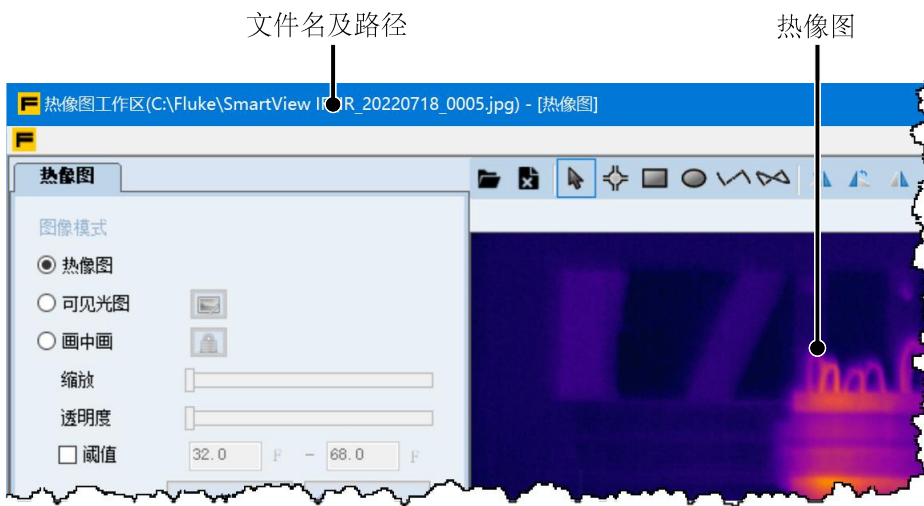 文件名及路径
热像图
热像图工作区(C:\Fluke\SmartView IR\IR_20220718_0005.jpg) - [热像图]
热像图
图像模式
热像图
可见光图
画中画
缩放
透明度
阈值 32.0 F - 68.0 F